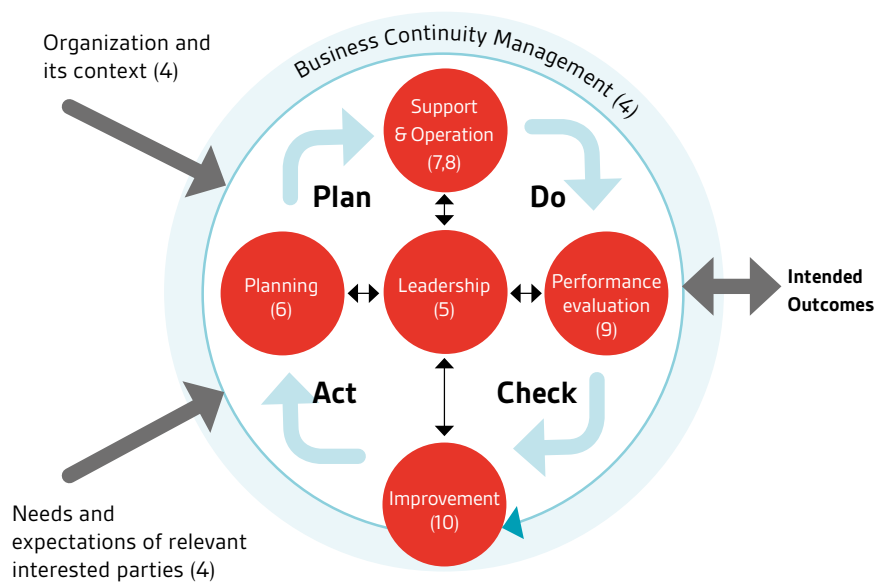 Organization and
its context (4)
Business Continuity Management (4)
Support
& Operation
(7,8)
Plan
Do
Planning
(6)
Leadership
(5)
Performance
evaluation
(9)
Intended
Outcomes
Act
Check
Improvement
(10)
Needs and
expectations of relevant
interested parties (4)